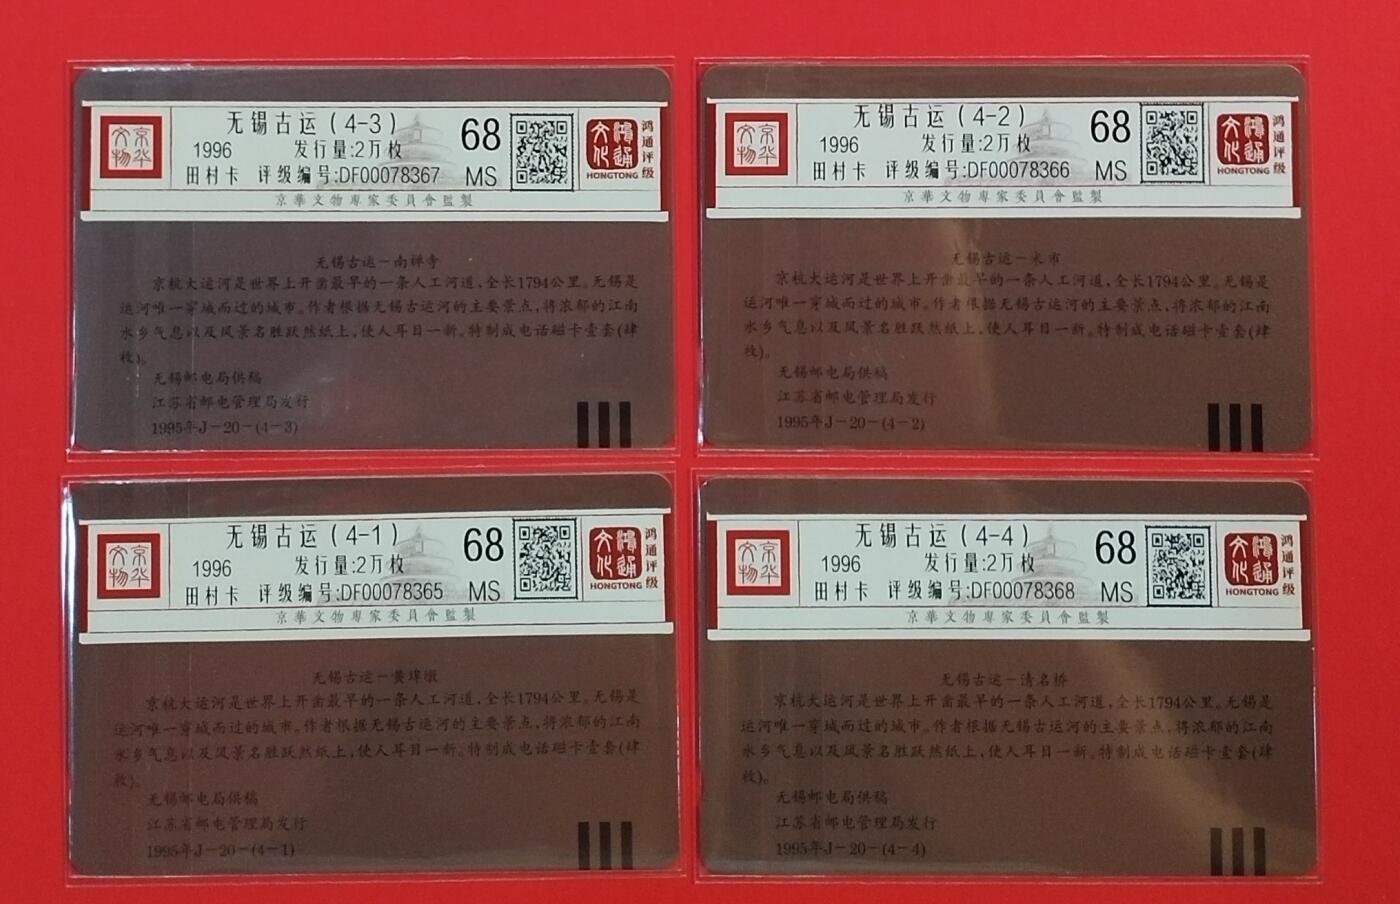 京华文物
无锡古运(4-3)
1996
发行量:2万枚
田村卡 评级编号:DF00078367
68
MS
鸿通文化
HONGTONG
鸿通评级
京華文物專家委員會監製
无锡古运－南禅寺
京杭大运河是世界上开凿最早的一条人工河道,全长1794公里。无锡是
运河唯一穿城而过的城市。作者根据无锡古运河的主要景点,将浓郁的江南
水乡气息以及风景名胜跃然纸上,使人耳目一新。特制成电话磁卡壹套(肆
枚)。
无锡邮电局供稿
江苏省邮电管理局发行
1995年J－20－(4－3)
京华文物
无锡古运(4-2)
1996
发行量:2万枚
田村卡 评级编号:DF00078366
68
MS
鸿通文化
HONGTONG
鸿通评级
京華文物專家委員會監製
无锡古运－米市
京杭大运河是世界上开凿最早的一条人工河道,全长1794公里。无锡是
运河唯一穿城而过的城市。作者根据无锡古运河的主要景点,将浓郁的江南
水乡气息以及风景名胜跃然纸上,使人耳目一新。特制成电话磁卡壹套(肆
枚)。
无锡邮电局供稿
江苏省邮电管理局发行
1995年J－20－(4－2)
京华文物
无锡古运(4-1)
1996
发行量:2万枚
田村卡 评级编号:DF00078365
68
MS
鸿通文化
HONGTONG
鸿通评级
京華文物專家委員會監製
无锡古运－黄埠墩
京杭大运河是世界上开凿最早的一条人工河道,全长1794公里。无锡是
运河唯一穿城而过的城市。作者根据无锡古运河的主要景点,将浓郁的江南
水乡气息以及风景名胜跃然纸上,使人耳目一新。特制成电话磁卡壹套(肆
枚)。
无锡邮电局供稿
江苏省邮电管理局发行
1995年J－20－(4－1)
京华文物
无锡古运(4-4)
1996
发行量:2万枚
田村卡 评级编号:DF00078368
68
MS
鸿通文化
HONGTONG
鸿通评级
京華文物專家委員會監製
无锡古运－清名桥
京杭大运河是世界上开凿最早的一条人工河道,全长1794公里。无锡是
运河唯一穿城而过的城市。作者根据无锡古运河的主要景点,将浓郁的江南
水乡气息以及风景名胜跃然纸上,使人耳目一新。特制成电话磁卡壹套(肆
枚)。
无锡邮电局供稿
江苏省邮电管理局发行
1995年J－20－(4－4)